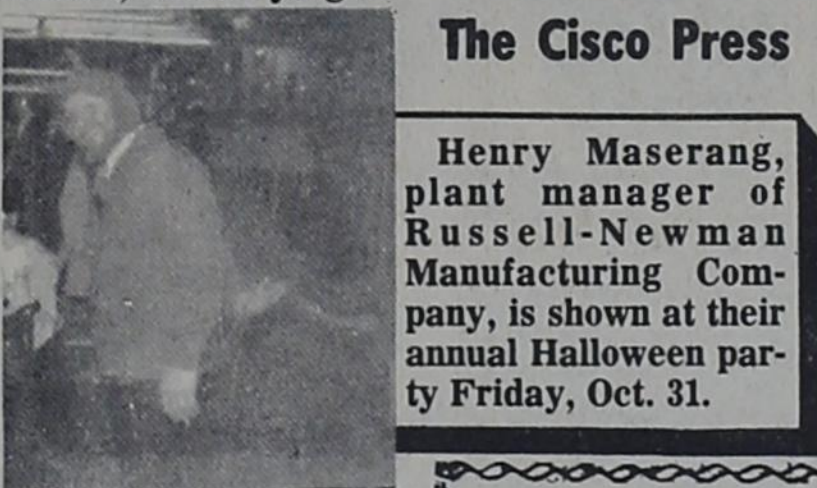 The Cisco Press
Henry Maserang,
plant manager of
Russell-Newman
Manufacturing Com-
pany, is shown at their
annual Halloween par-
ty Friday, Oct. 31.